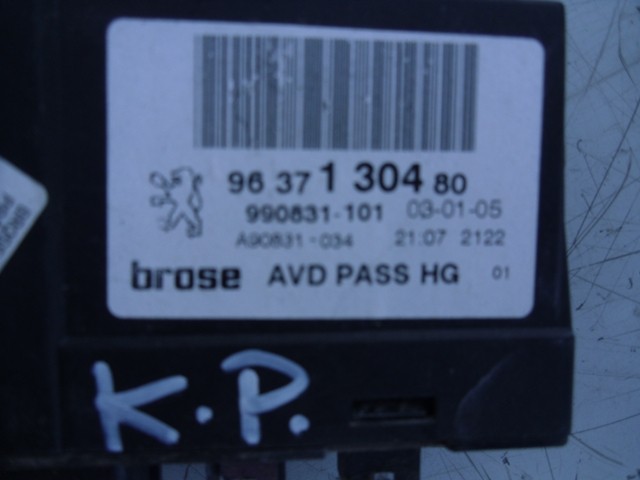 96 37 1 304 80
990831-101 03-01-05
A90831-034 21:07 2122
brose AVD PASS HG 01
K.P.